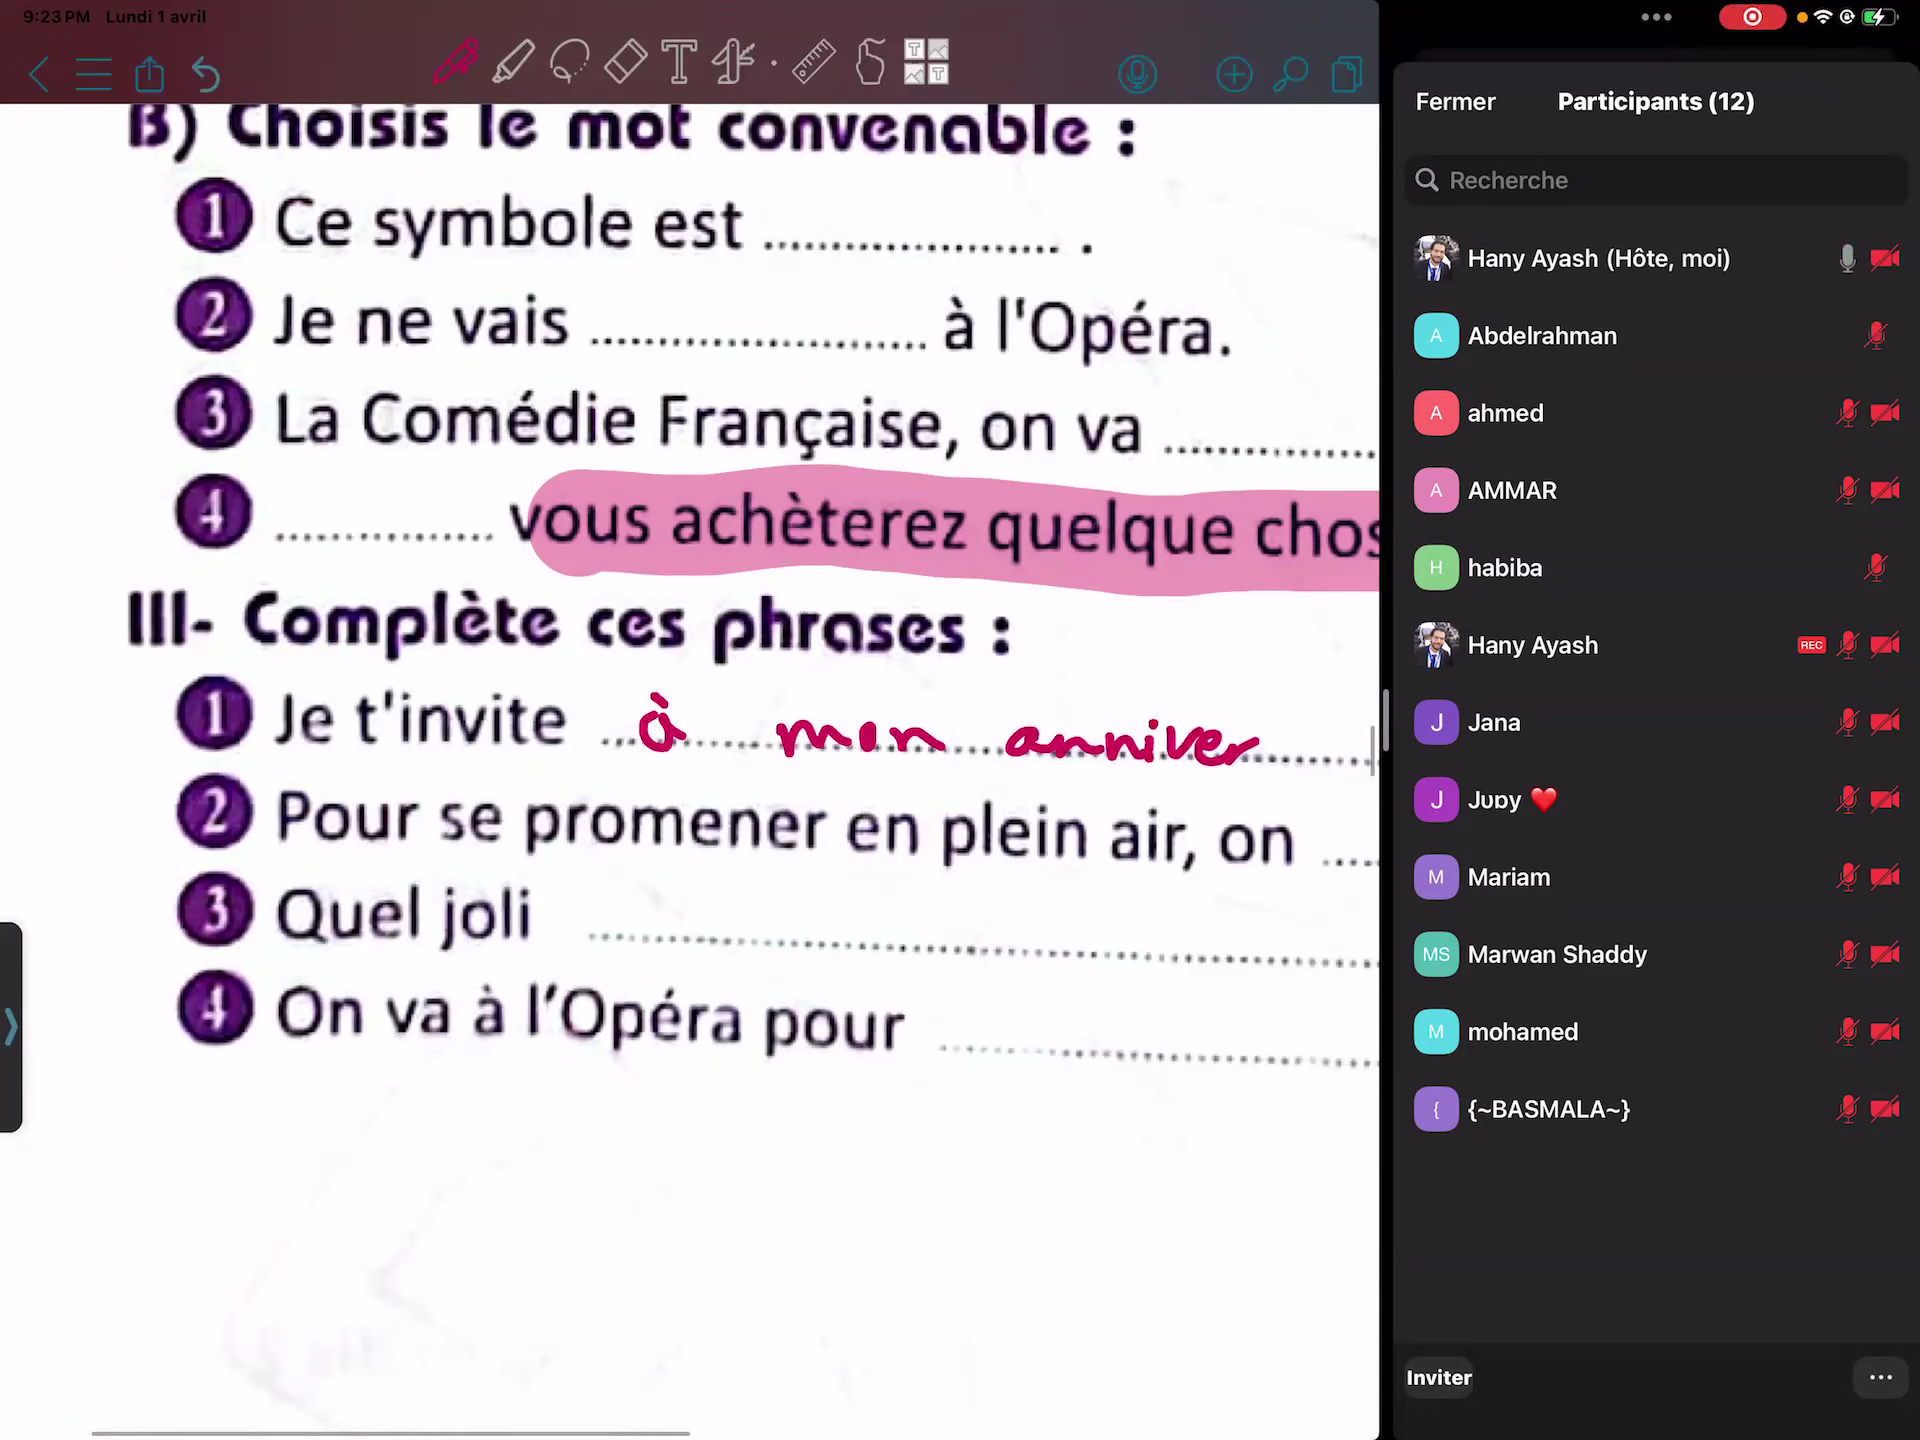 9:23 PM Lundi 1 avril
B) Choisis le mot convenable :
1 Ce symbole est ........................ .
2 Je ne vais ........................ à l'Opéra.
3 La Comédie Française, on va ................
4 ................ vous achèterez quelque chos
III- Complète ces phrases :
1 Je t'invite à mon anniver
2 Pour se promener en plein air, on ....
3 Quel joli ................
4 On va à l'Opéra pour ................
Fermer Participants (12)
Recherche
Hany Ayash (Hôte, moi)
A Abdelrahman
A ahmed
A AMMAR
H habiba
Hany Ayash REC
J Jana
J Jupy ❤️
M Mariam
MS Marwan Shaddy
M mohamed
{ {~BASMALA~}
Inviter